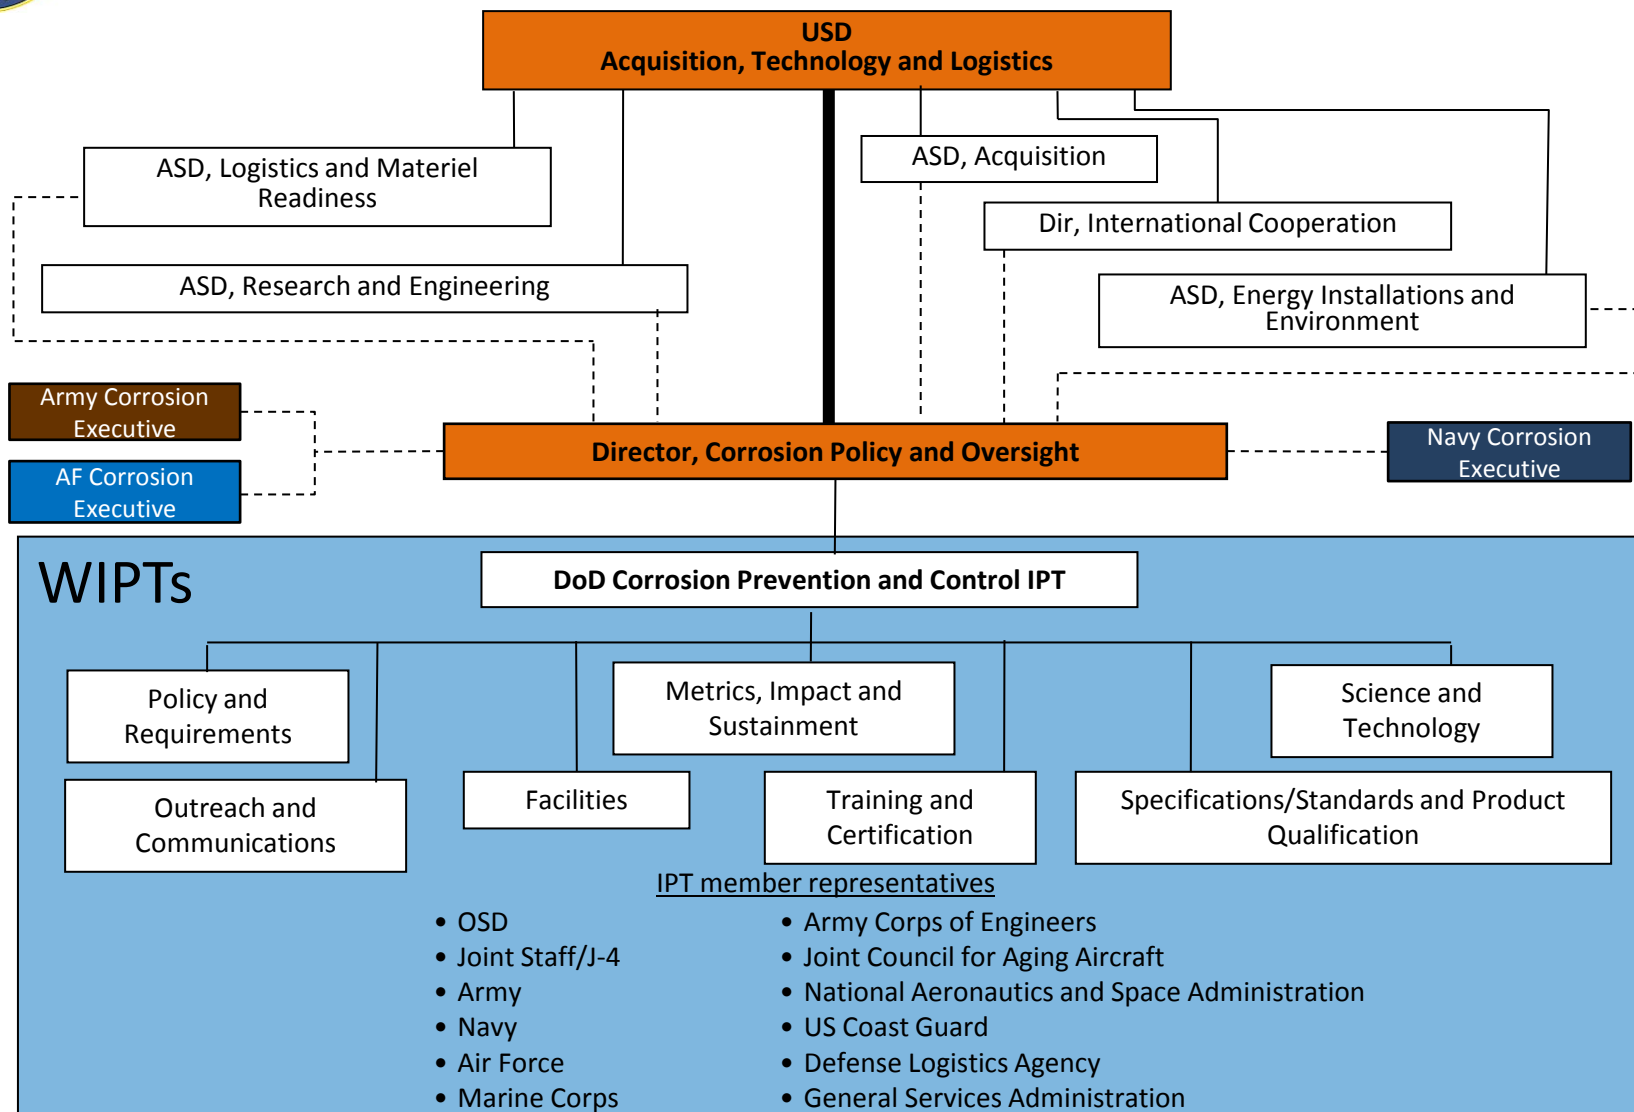 USD
Acquisition, Technology and Logistics
ASD, Logistics and Materiel
Readiness
ASD, Acquisition
Dir, International Cooperation
ASD, Research and Engineering
ASD, Energy Installations and
Environment
Army Corrosion
Executive
AF Corrosion
Executive
Director, Corrosion Policy and Oversight
Navy Corrosion
Executive
WIPTs
DoD Corrosion Prevention and Control IPT
Policy and
Requirements
Metrics, Impact and
Sustainment
Science and
Technology
Outreach and
Communications
Facilities
Training and
Certification
Specifications/Standards and Product
Qualification
IPT member representatives
• OSD
• Joint Staff/J-4
• Army
• Navy
• Air Force
• Marine Corps
• Army Corps of Engineers
• Joint Council for Aging Aircraft
• National Aeronautics and Space Administration
• US Coast Guard
• Defense Logistics Agency
• General Services Administration